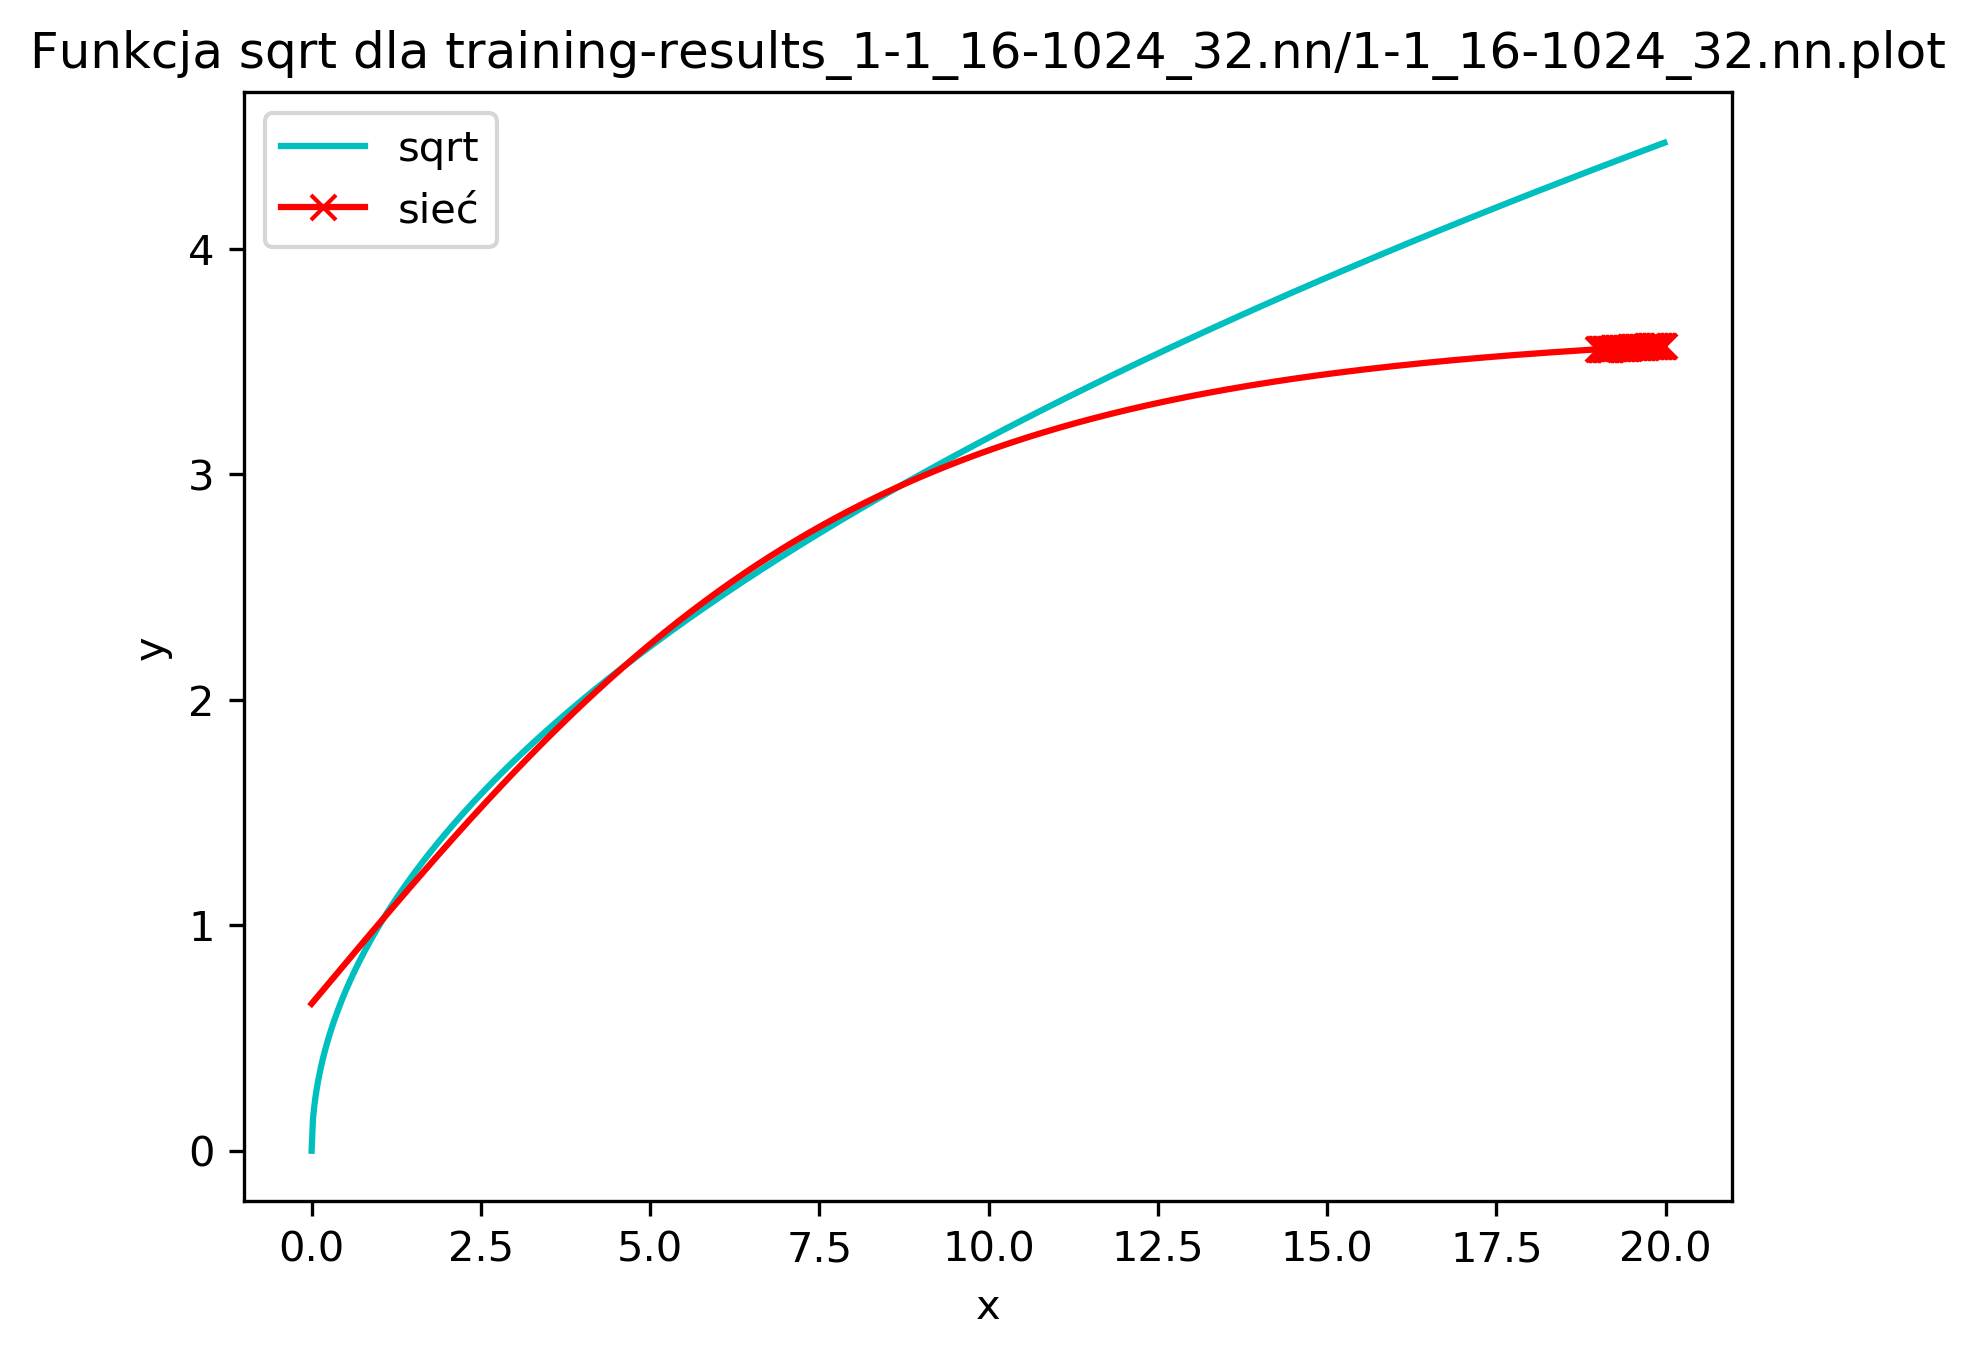 Funkcja sqrt dla training-results_1-1_16-1024_32.nn/1-1_16-1024_32.nn.plot
sqrt
sieć
4
3
2
1
0
y
0.0 2.5 5.0 7.5 10.0 12.5 15.0 17.5 20.0
x